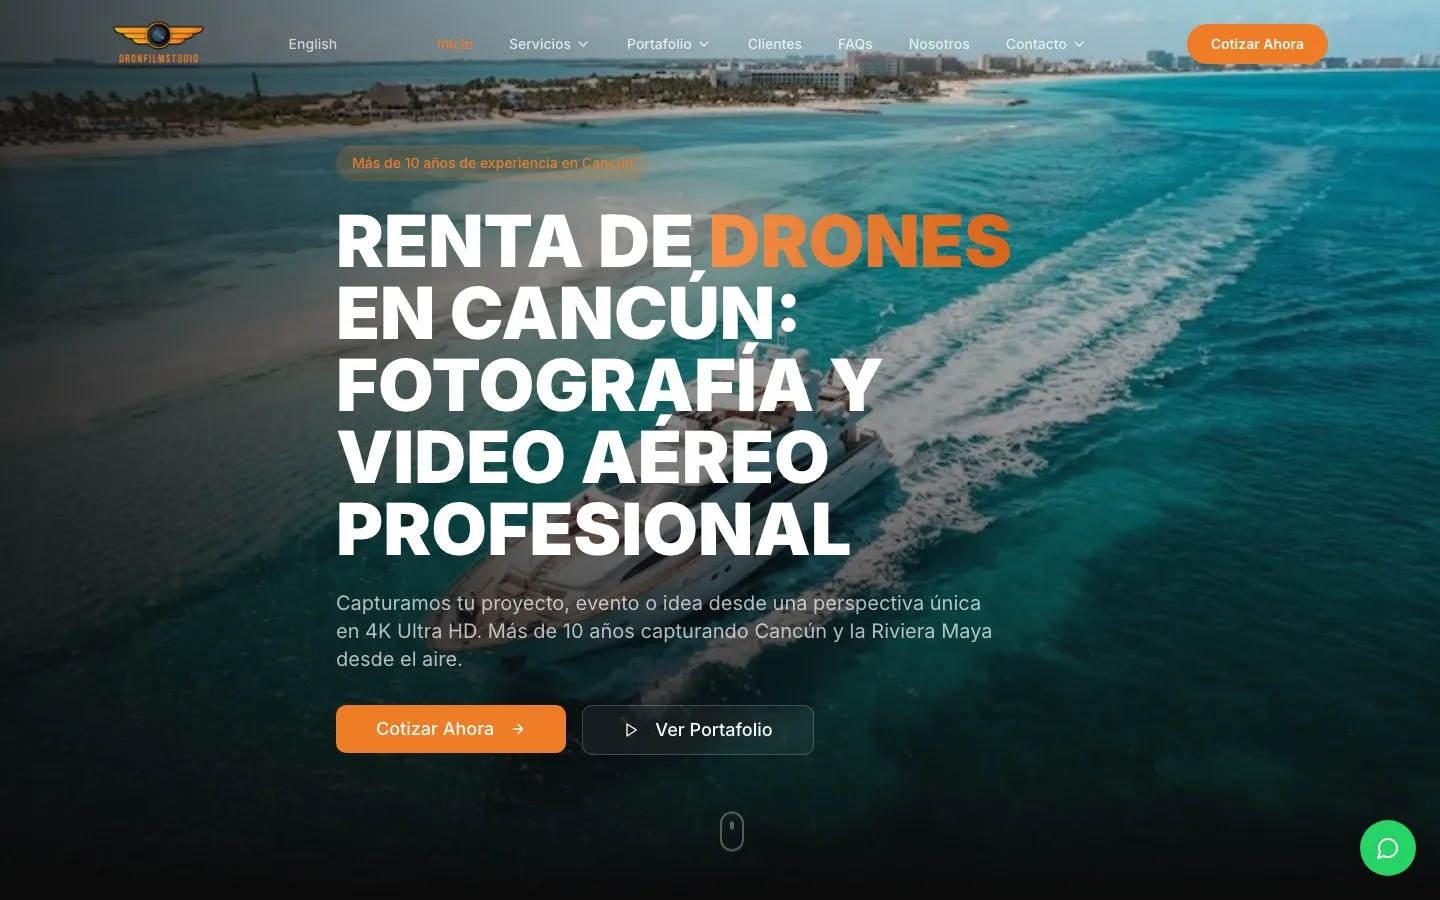 DRONFILMSTUDIO
English
Inicio
Servicios
Portafolio
Clientes
FAQs
Nosotros
Contacto
Cotizar Ahora
Más de 10 años de experiencia en Cancún
RENTA DE DRONES
EN CANCÚN:
FOTOGRAFÍA Y
VIDEO AÉREO
PROFESIONAL
Capturamos tu proyecto, evento o idea desde una perspectiva única
en 4K Ultra HD. Más de 10 años capturando Cancún y la Riviera Maya
desde el aire.
Cotizar Ahora
Ver Portafolio